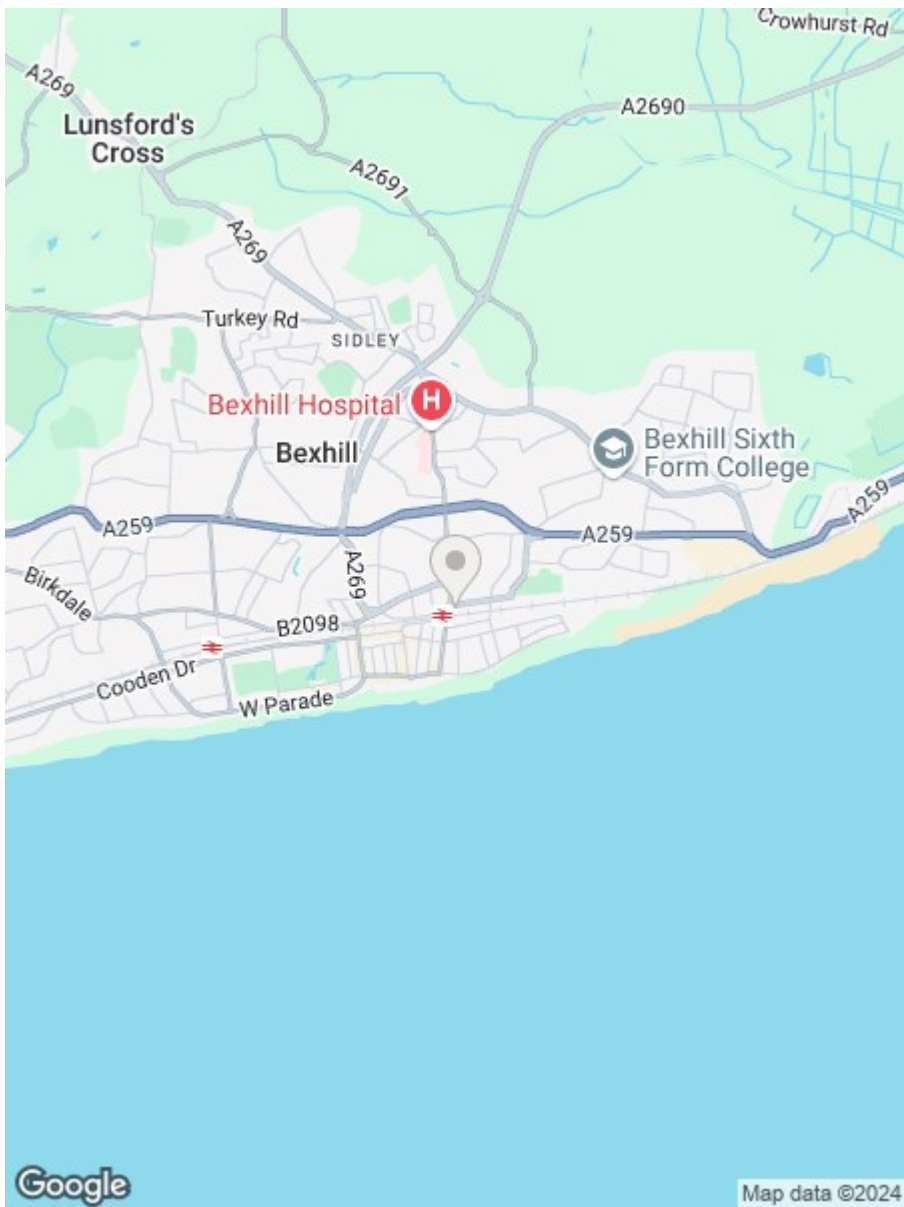 Crowhurst Rd
A269
A2690
Lunsford's
Cross
A2691
A269
Turkey Rd
SIDLEY
Bexhill Hospital
H
Bexhill
Bexhill Sixth
Form College
A259
A259
A259
A269
Birkdale
B2098
Cooden Dr
W Parade
Google
Map data ©2024